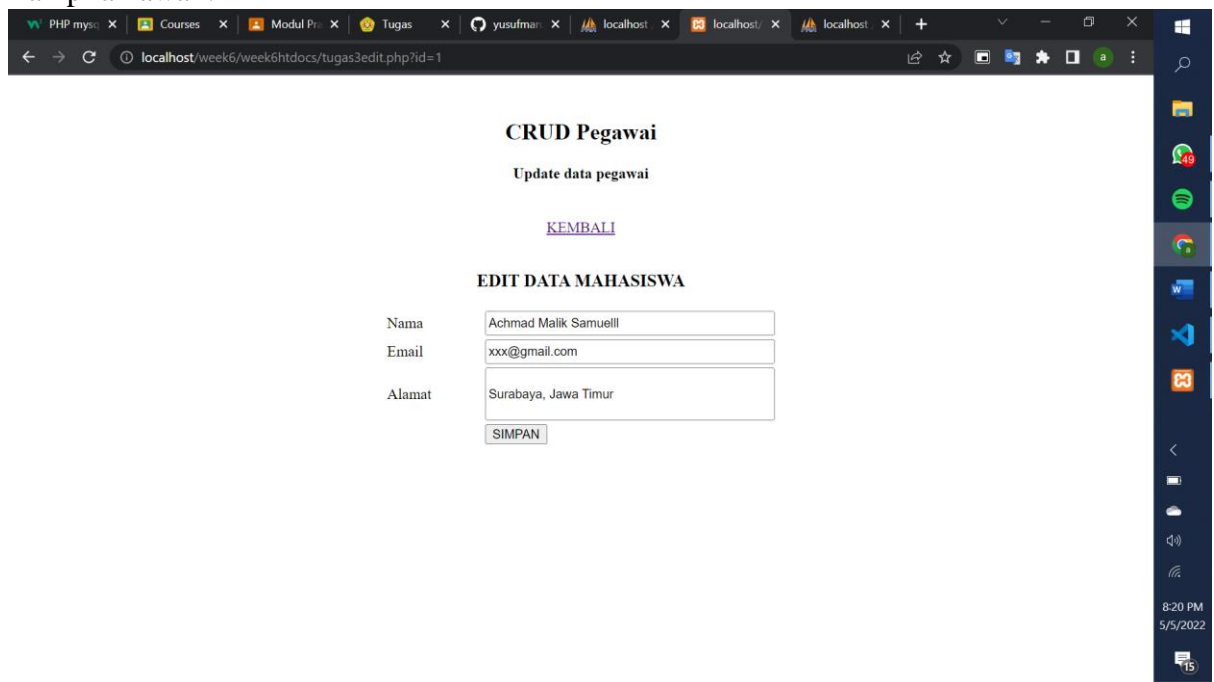 PHP mysq
Courses
Modul Pra
Tugas
yusufman
localhost
localhost/
localhost
localhost/week6/week6htdocs/tugas3edit.php?id=1
a
CRUD Pegawai
Update data pegawai
KEMBALI
EDIT DATA MAHASISWA
Nama Achmad Malik Samuelll
Email xxx@gmail.com
Alamat Surabaya, Jawa Timur
SIMPAN
49
8:20 PM
5/5/2022
15